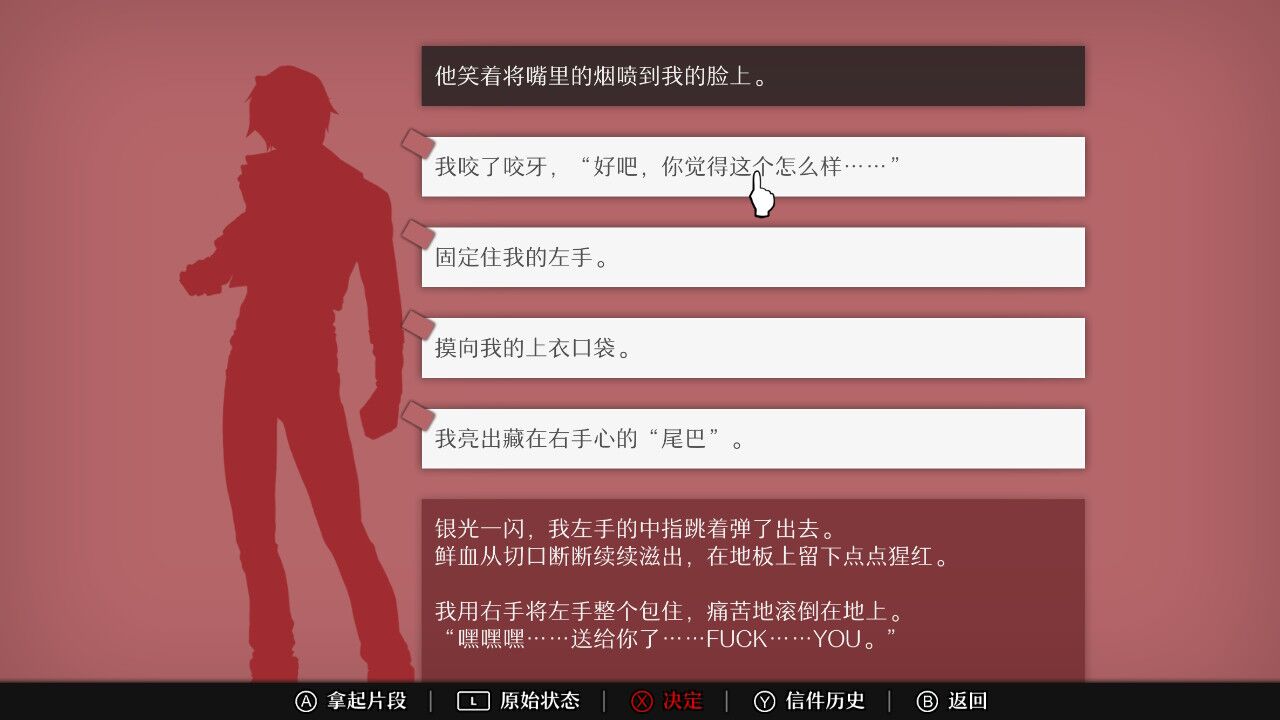 他笑着将嘴里的烟喷到我的脸上。
我咬了咬牙，“好吧，你觉得这个怎么样……”
固定住我的左手。
摸向我的上衣口袋。
我亮出藏在右手心的“尾巴”。
银光一闪，我左手的中指跳着弹了出去。
鲜血从切口断断续续滋出，在地板上留下点点猩红。
我用右手将左手整个包住，痛苦地滚倒在地上。
“嘿嘿嘿……送给你了……FUCK……YOU。”
A 拿起片段 | L 原始状态 | X 决定 | Y 信件历史 | B 返回